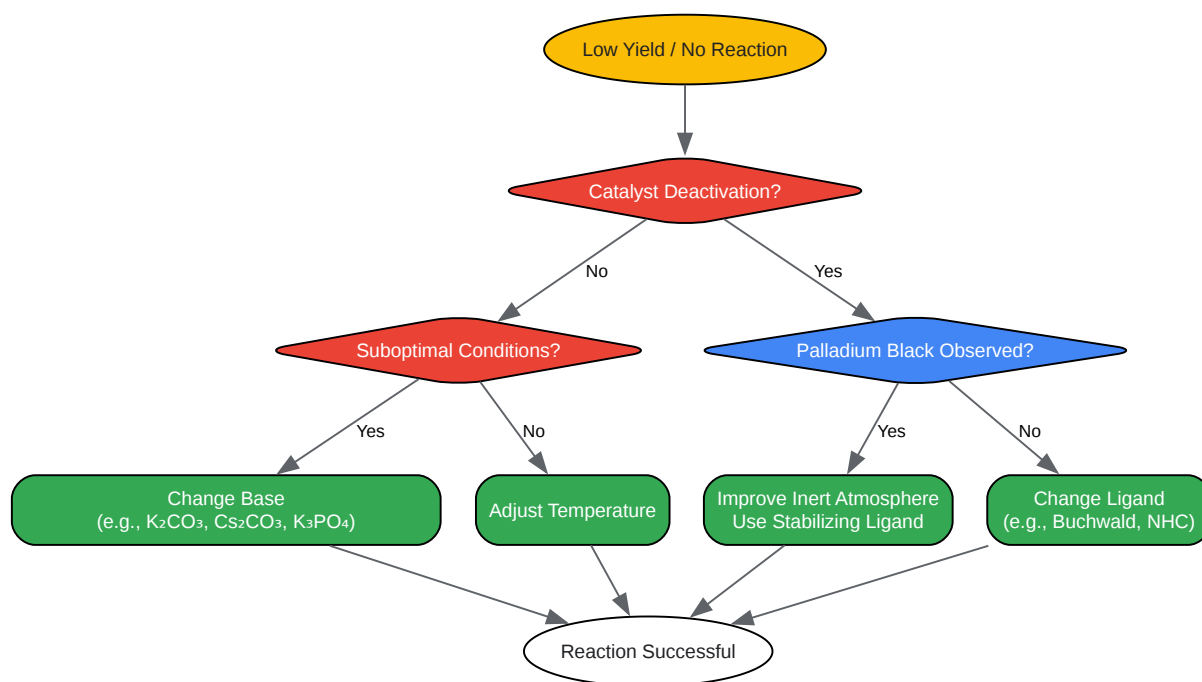 Low Yield / No Reaction
Catalyst Deactivation?
No
Yes
Suboptimal Conditions?
Palladium Black Observed?
Yes
No
Yes
No
Change Base
(e.g., K₂CO₃, Cs₂CO₃, K₃PO₄)
Adjust Temperature
Improve Inert Atmosphere
Use Stabilizing Ligand
Change Ligand
(e.g., Buchwald, NHC)
Reaction Successful